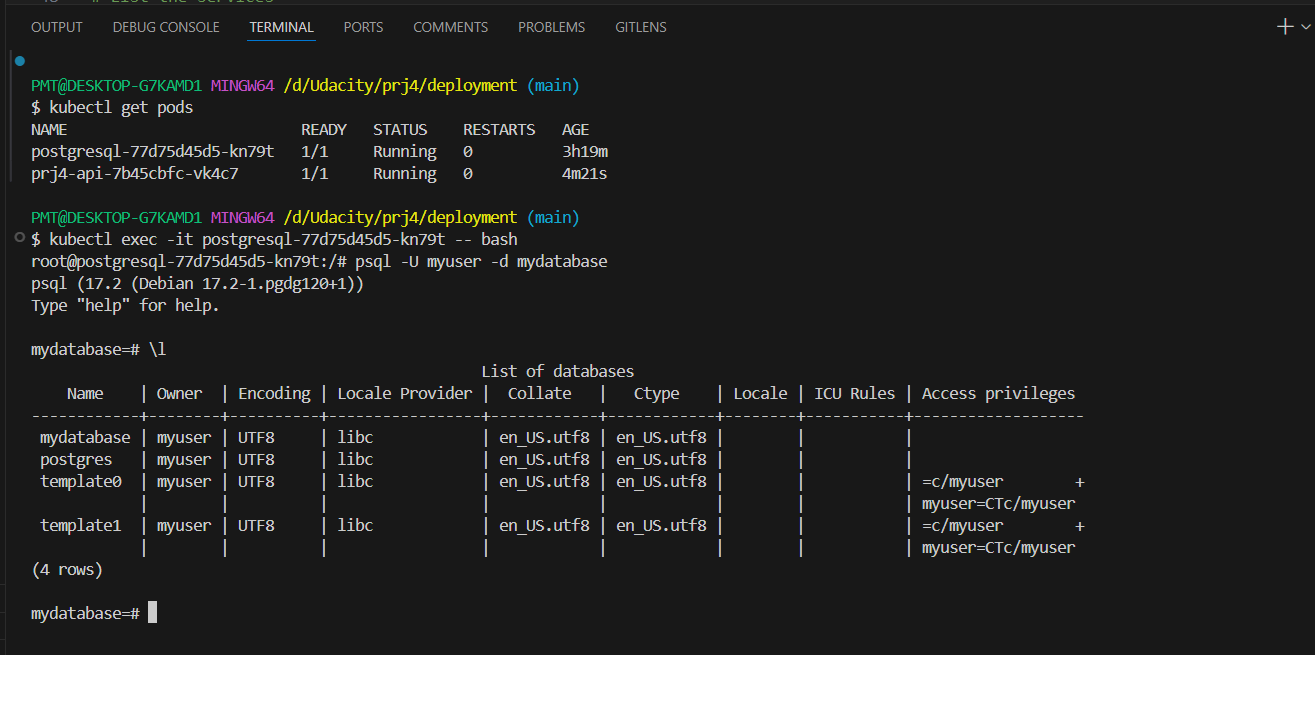 OUTPUT DEBUG CONSOLE TERMINAL PORTS COMMENTS PROBLEMS GITLENS
PMT@DESKTOP-G7KAMD1 MINGW64 /d/Udacity/prj4/deployment (main)
$ kubectl get pods
NAME                          READY   STATUS    RESTARTS   AGE
postgresql-77d75d45d5-kn79t   1/1     Running   0          3h19m
prj4-api-7b45cbfc-vk4c7       1/1     Running   0          4m21s
PMT@DESKTOP-G7KAMD1 MINGW64 /d/Udacity/prj4/deployment (main)
$ kubectl exec -it postgresql-77d75d45d5-kn79t -- bash
root@postgresql-77d75d45d5-kn79t:/# psql -U myuser -d mydatabase
psql (17.2 (Debian 17.2-1.pgdg120+1))
Type "help" for help.
mydatabase=# \l
                                                  List of databases
    Name    | Owner  | Encoding | Locale Provider |  Collate   |   Ctype    | Locale | ICU Rules | Access privileges
------------+--------+----------+-----------------+------------+------------+--------+-----------+-------------------
 mydatabase | myuser | UTF8     | libc            | en_US.utf8 | en_US.utf8 |        |           |
 postgres   | myuser | UTF8     | libc            | en_US.utf8 | en_US.utf8 |        |           |
 template0  | myuser | UTF8     | libc            | en_US.utf8 | en_US.utf8 |        |           | =c/myuser        +
            |        |          |                 |            |            |        |           | myuser=CTc/myuser
 template1  | myuser | UTF8     | libc            | en_US.utf8 | en_US.utf8 |        |           | =c/myuser        +
            |        |          |                 |            |            |        |           | myuser=CTc/myuser
(4 rows)
mydatabase=#